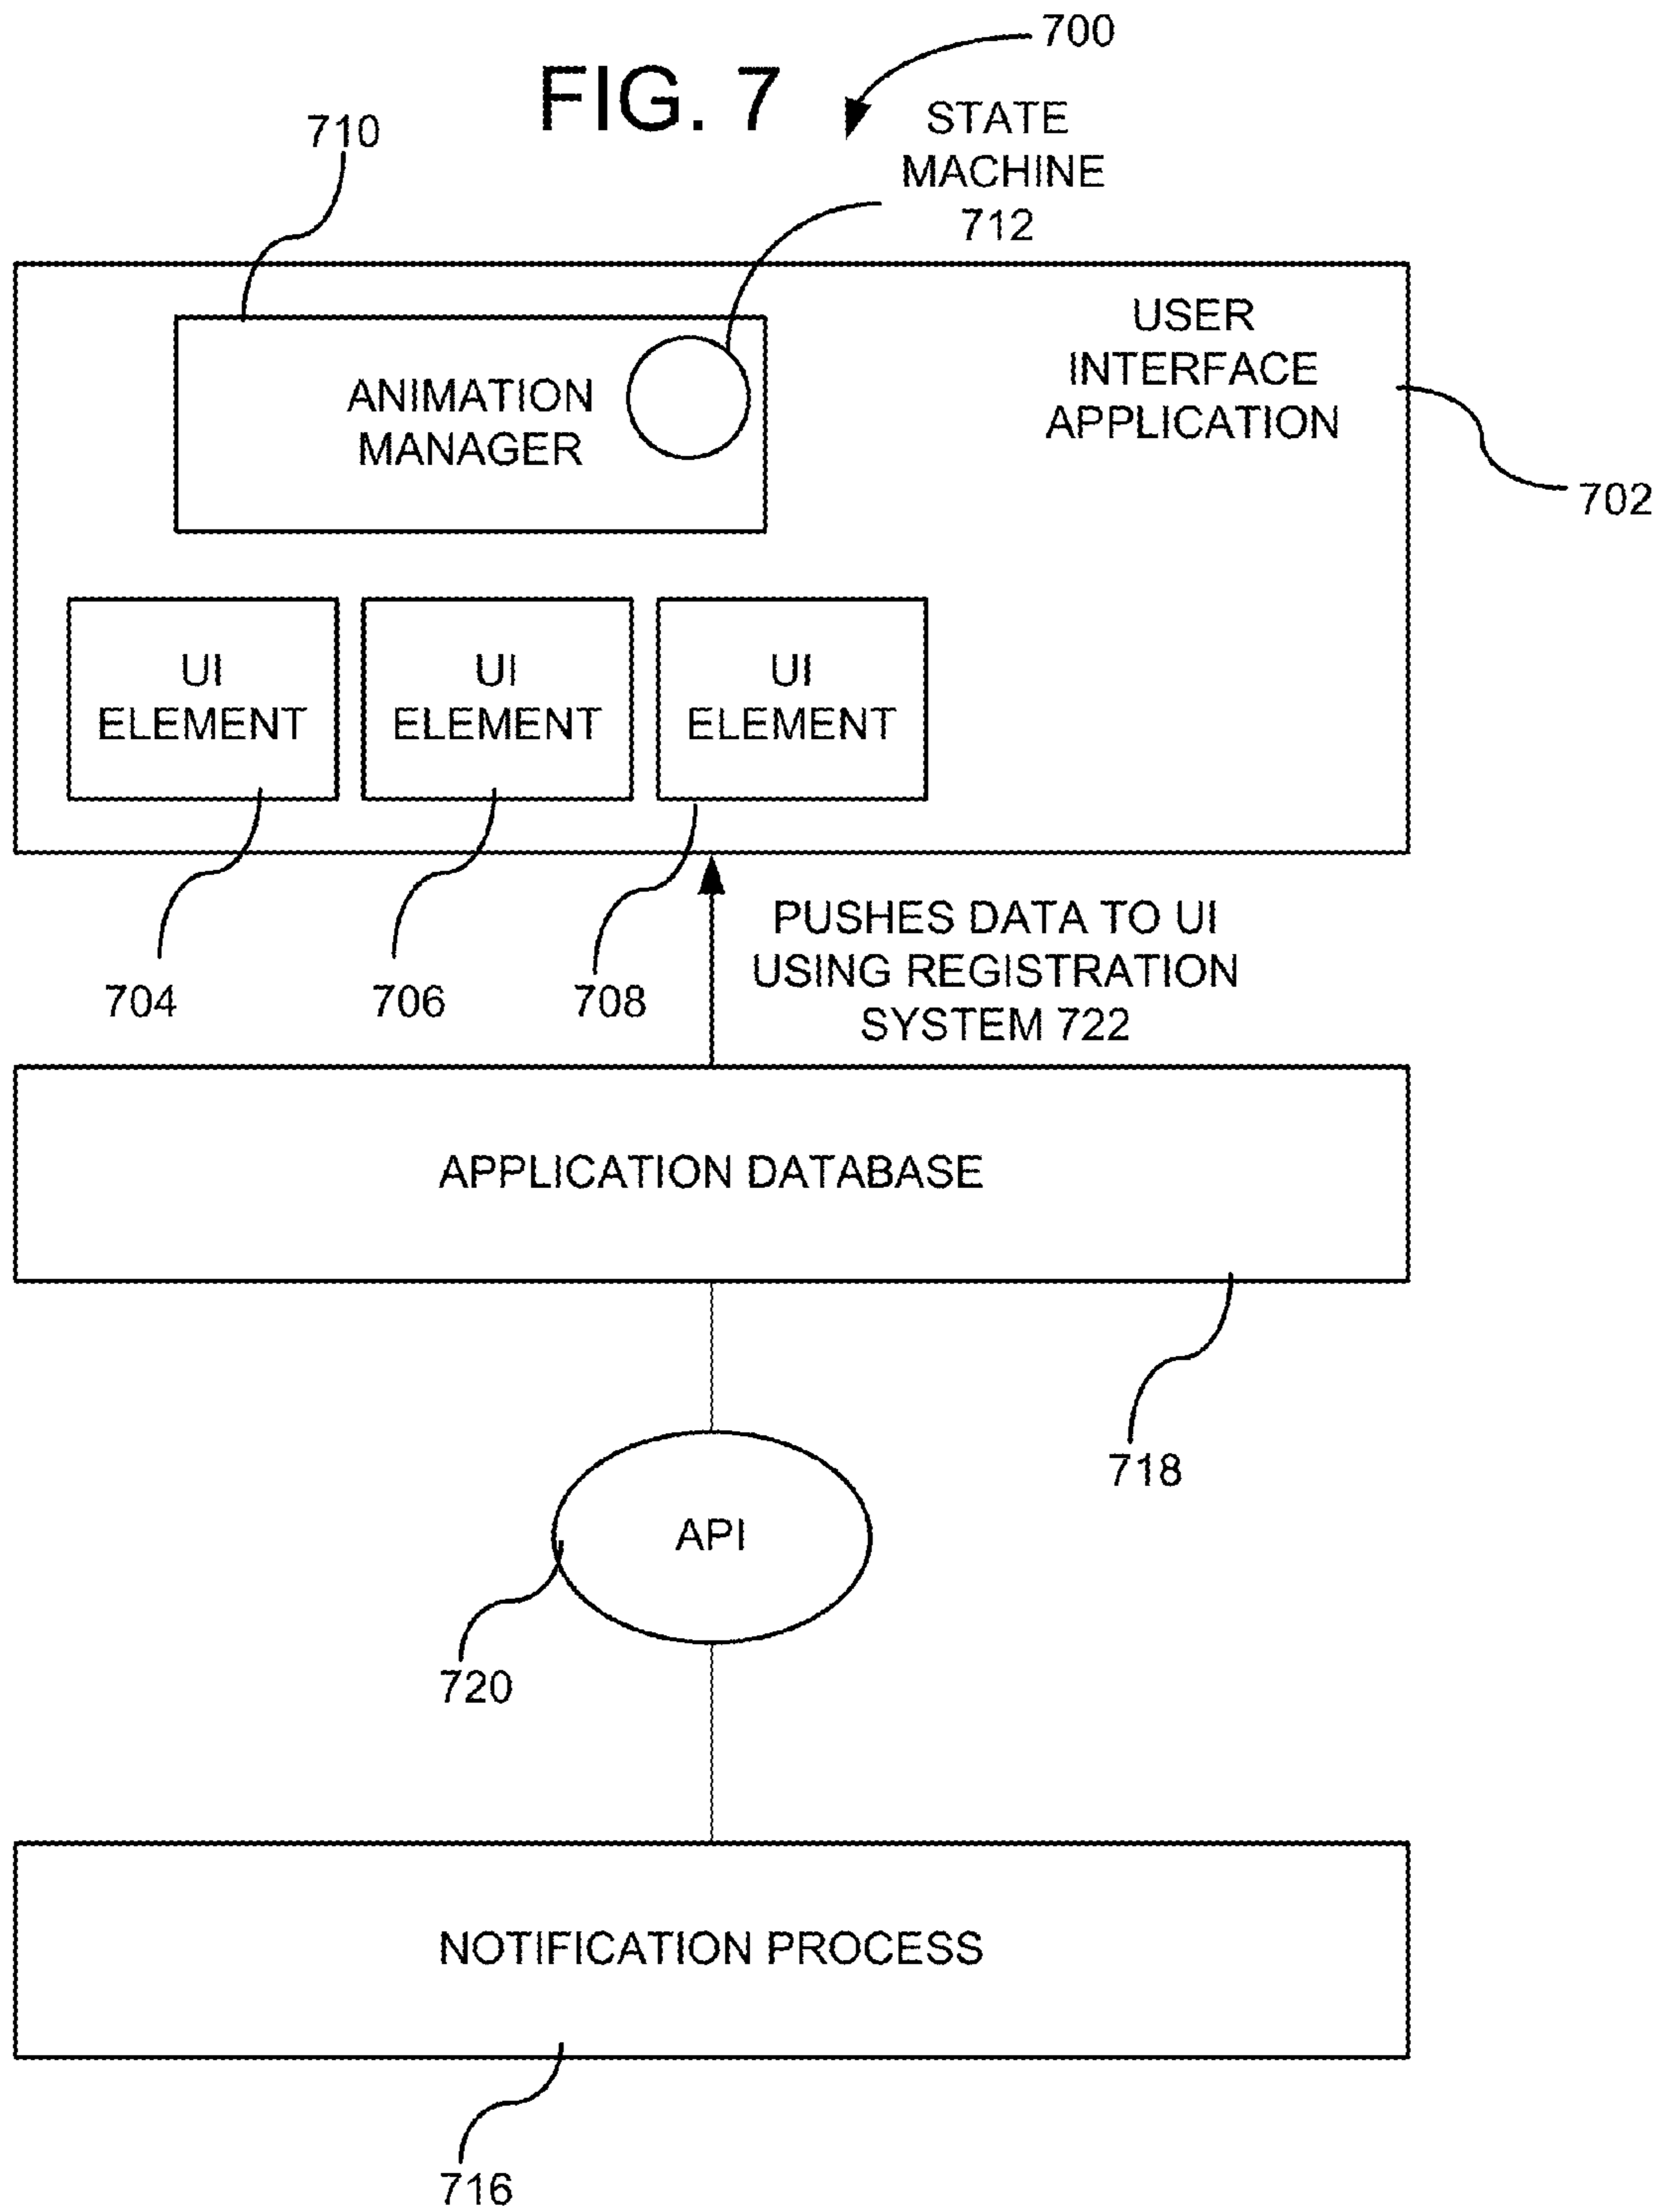 700
FIG. 7
STATE
MACHINE
712
710
USER
INTERFACE
APPLICATION
702
ANIMATION
MANAGER
UI
ELEMENT
UI
ELEMENT
UI
ELEMENT
704
706
708
PUSHES DATA TO UI
USING REGISTRATION
SYSTEM 722
APPLICATION DATABASE
718
API
720
NOTIFICATION PROCESS
716